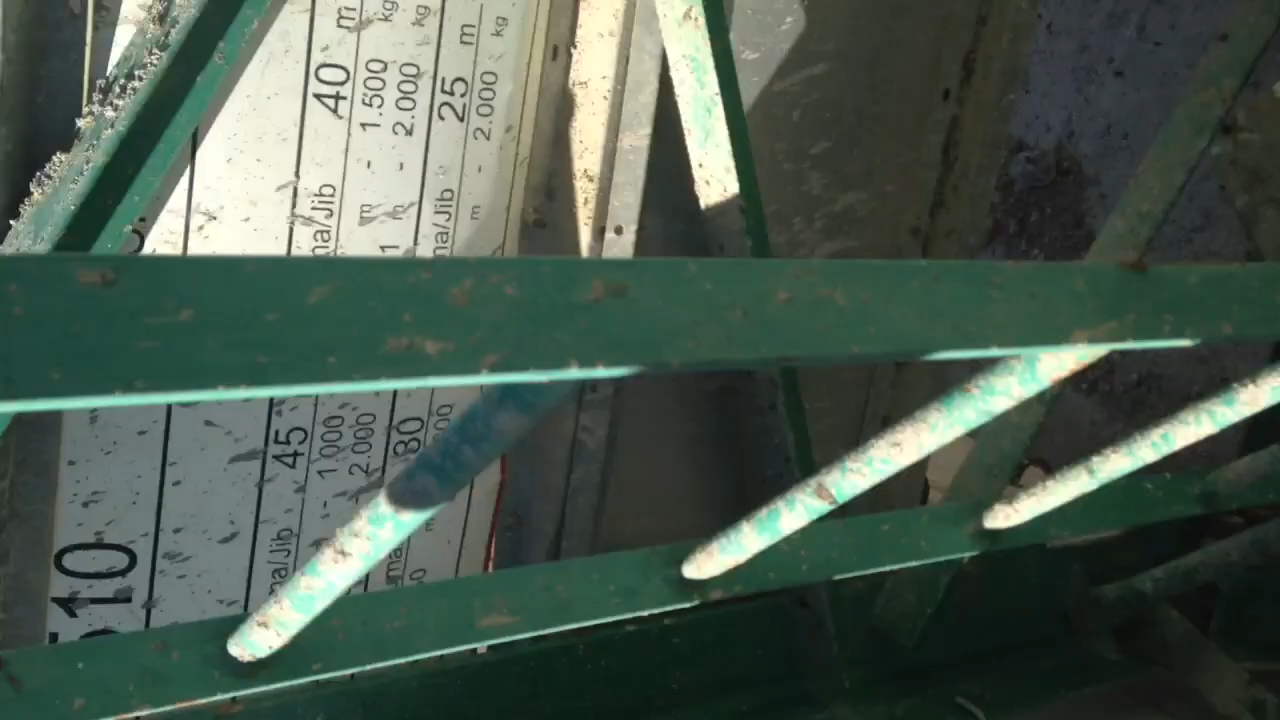 510
ma/Jib 45
- 1.000
2.000
30
ma/Jib 40 m
m - 1.500 kg
m - 2.000 kg
ma/Jib 25 m
m - 2.000 kg